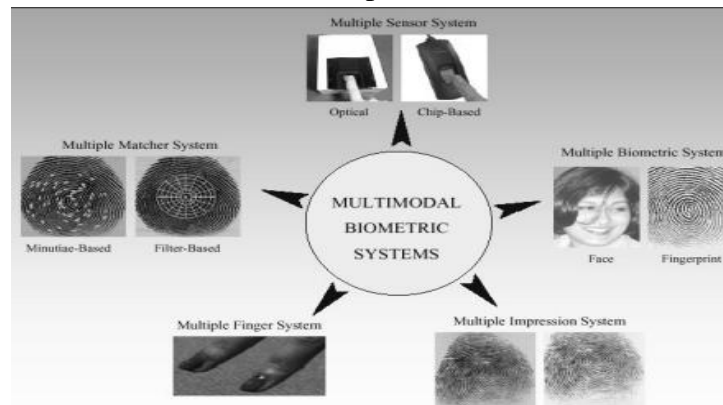 Multiple Sensor System
Optical
Chip-Based
Multiple Matcher System
Minutiae-Based
Filter-Based
Multiple Biometric System
Face
Fingerprint
MULTIMODAL
BIOMETRIC
SYSTEMS
Multiple Finger System
Multiple Impression System